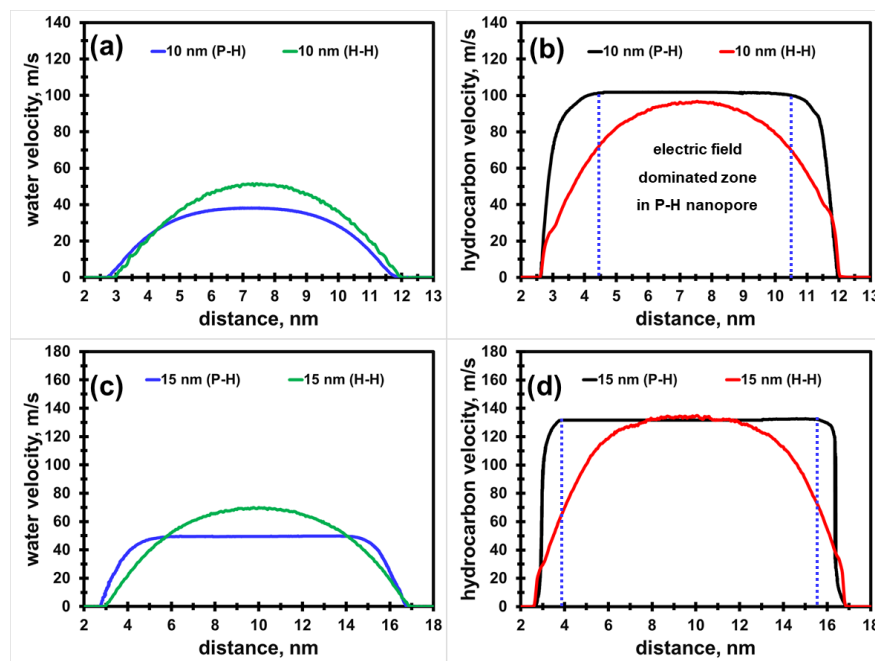 (a)
10 nm (P-H)
10 nm (H-H)
water velocity, m/s
140
120
100
80
60
40
20
0
2 3 4 5 6 7 8 9 10 11 12 13
distance, nm
(b)
10 nm (P-H)
10 nm (H-H)
electric field
dominated zone
in P-H nanopore
hydrocarbon velocity, m/s
140
120
100
80
60
40
20
0
2 3 4 5 6 7 8 9 10 11 12 13
distance, nm
(c)
15 nm (P-H)
15 nm (H-H)
water velocity, m/s
180
160
140
120
100
80
60
40
20
0
2 4 6 8 10 12 14 16 18
distance, nm
(d)
15 nm (P-H)
15 nm (H-H)
hydrocarbon velocity, m/s
180
160
140
120
100
80
60
40
20
0
2 4 6 8 10 12 14 16 18
distance, nm